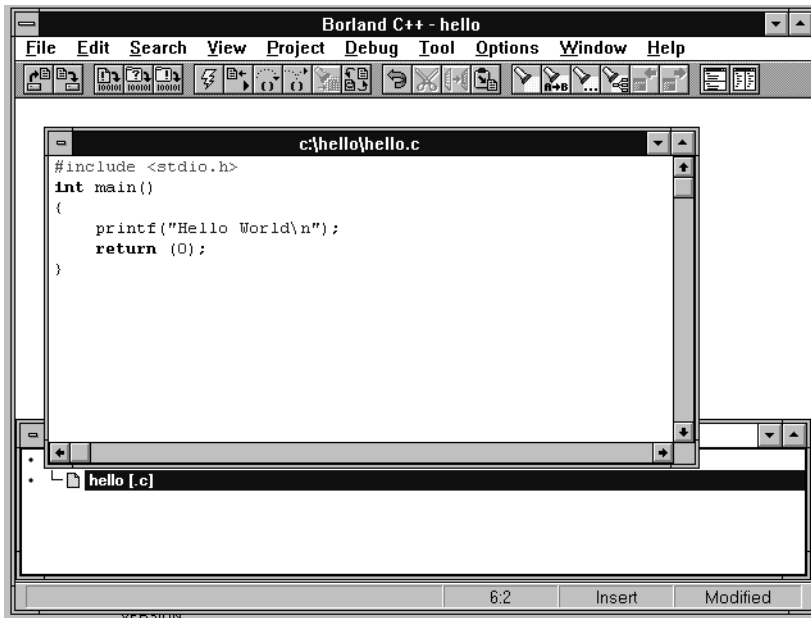 Borland C++ - hello
File Edit Search View Project Debug Tool Options Window Help
c:\hello\hello.c
#include <stdio.h>
int main()
{
    printf("Hello World\n");
    return (0);
}
hello [.c]
6:2 Insert Modified